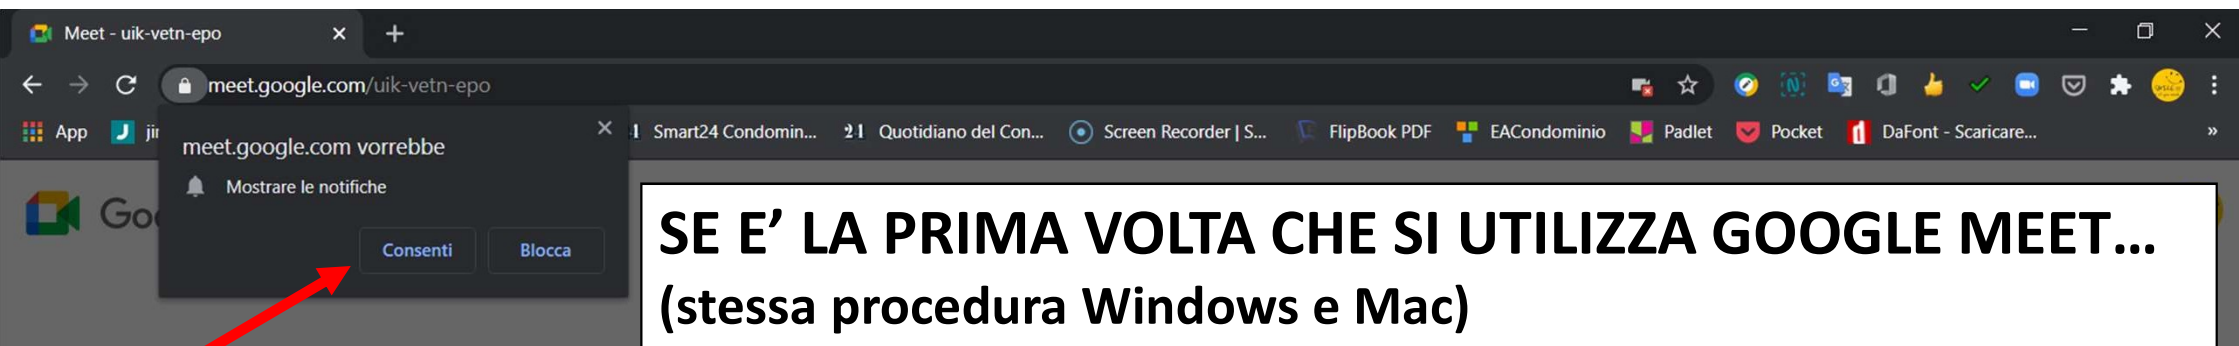 Meet - uik-vetn-epo
meet.google.com/uik-vetn-epo
App
Smart24 Condomin...
Quotidiano del Con...
Screen Recorder | S...
FlipBook PDF
EACondominio
Padlet
Pocket
DaFont - Scaricare...
»
meet.google.com vorrebbe
Mostrare le notifiche
Consenti
Blocca
SE E’ LA PRIMA VOLTA CHE SI UTILIZZA GOOGLE MEET…
(stessa procedura Windows e Mac)